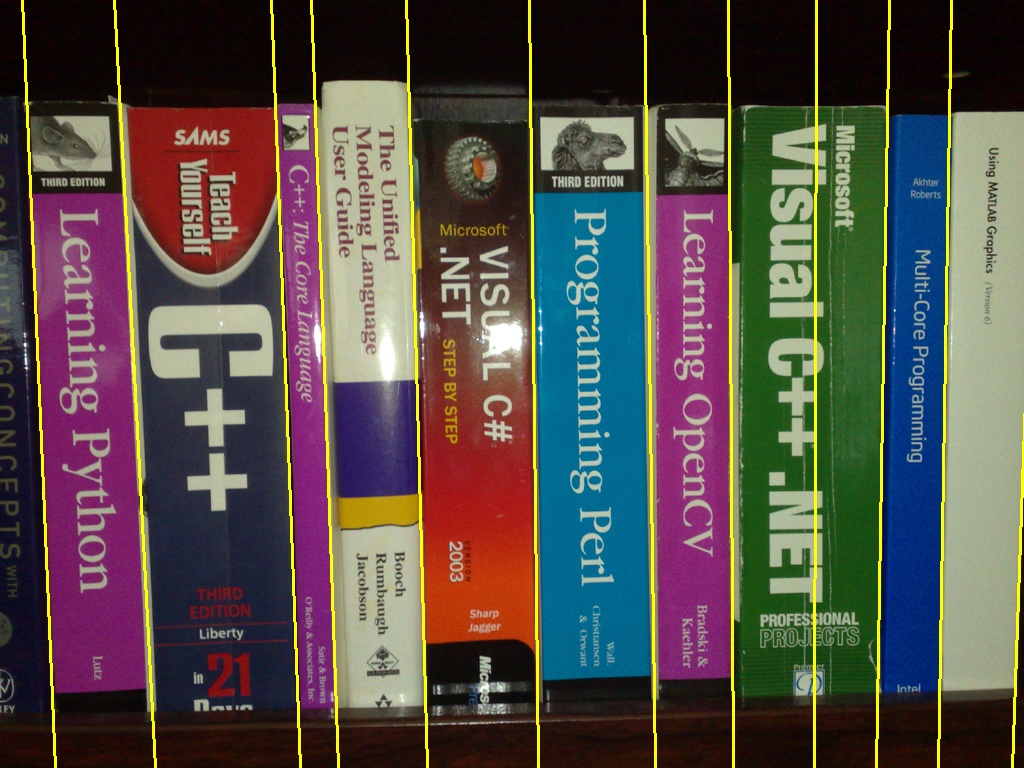 COMPUTING CONCEPTS WITH
THIRD EDITION
Learning Python
Lutz
SAMS
Teach
Yourself
C++
THIRD
EDITION
Liberty
in 21
Days
C++: The Core Language
Satir & Brown
O'Reilly & Associates, Inc.
The Unified
Modeling Language
User Guide
Booch
Rumbaugh
Jacobson
Microsoft
VISUAL C#
.NET
STEP BY STEP
VERSION
2003
Sharp
Jagger
THIRD EDITION
Programming Perl
Wall,
Christiansen
& Orwant
Learning OpenCV
Bradski &
Kaehler
Microsoft
Visual C++ .NET
PROFESSIONAL
PROJECTS
Premier
Akhter
Roberts
Multi-Core Programming
Intel
Using MATLAB Graphics (Version 6)